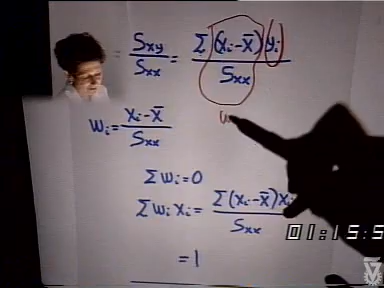 = Sxy/Sxx = Σ(xi-x̄)yi/Sxx
wi = xi-x̄/Sxx
Σwi=0
Σwixi= Σ(xi-x̄)xi/Sxx
01:15:5
=1